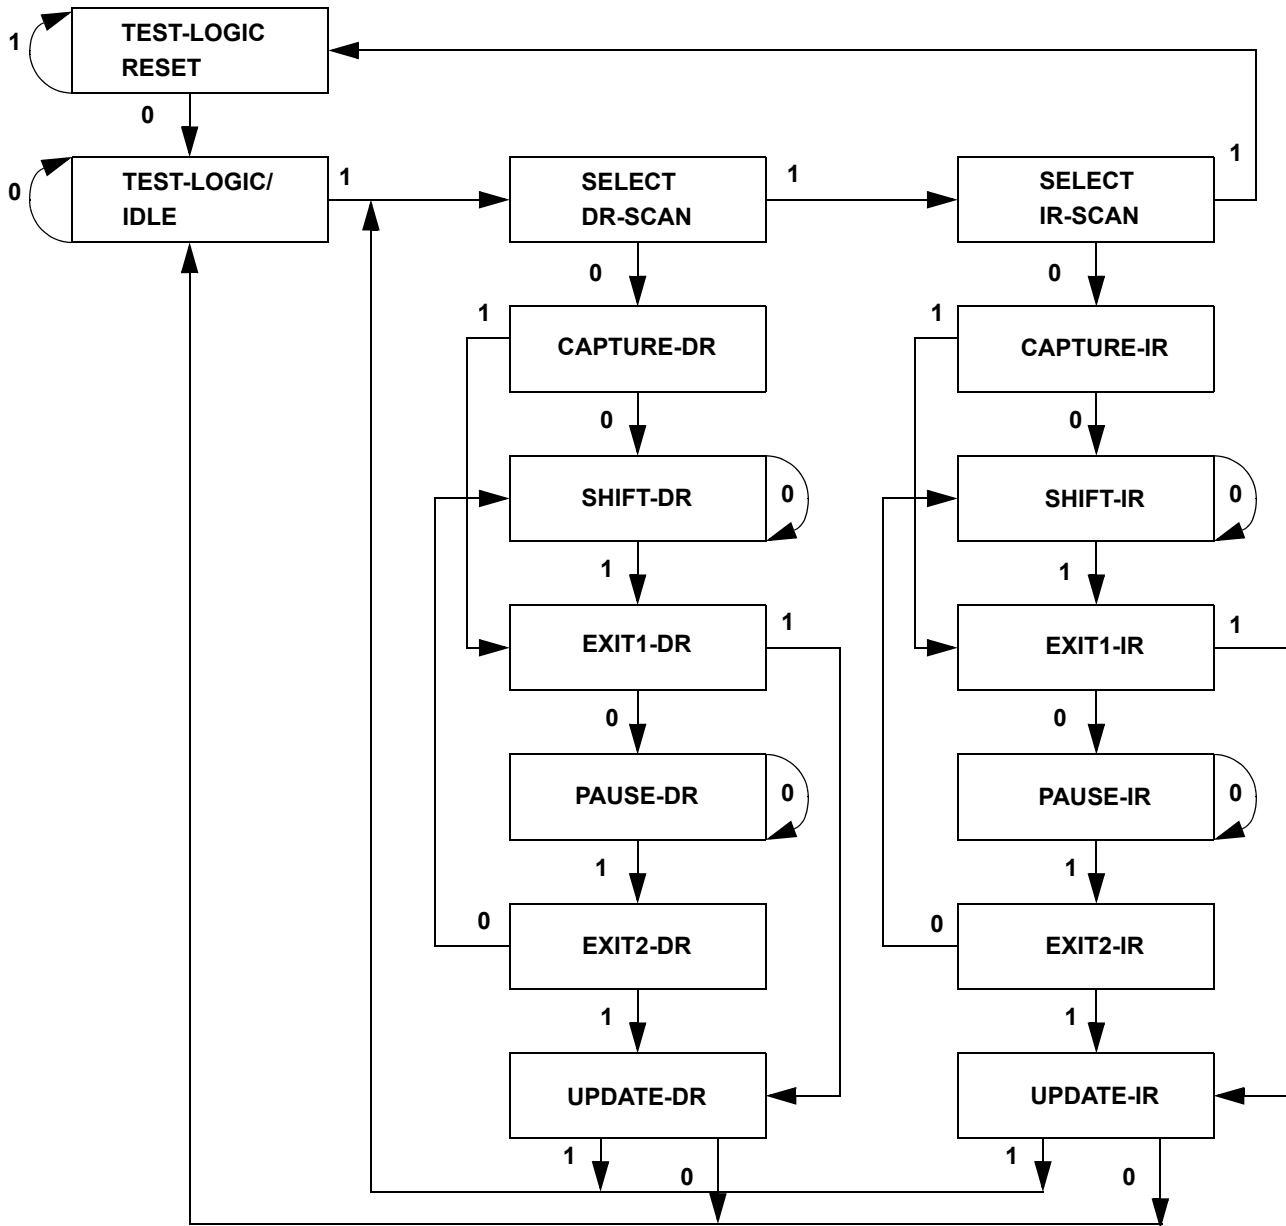 1
TEST-LOGIC
RESET
0
0
TEST-LOGIC/
IDLE
1
SELECT
DR-SCAN
1
SELECT
IR-SCAN
1
0
0
1
CAPTURE-DR
1
CAPTURE-IR
0
0
SHIFT-DR
0
SHIFT-IR
0
1
1
EXIT1-DR
1
EXIT1-IR
1
0
0
PAUSE-DR
0
PAUSE-IR
0
1
1
0
EXIT2-DR
0
EXIT2-IR
1
1
UPDATE-DR
UPDATE-IR
1
0
1
0